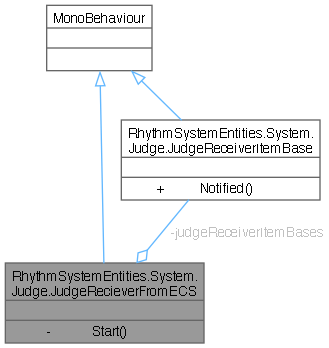 MonoBehaviour
RhythmSystemEntities.System.
Judge.JudgeReceiverItemBase
+ Notified()
-judgeReceiverItemBases
RhythmSystemEntities.System.
Judge.JudgeRecieverFromECS
- Start()